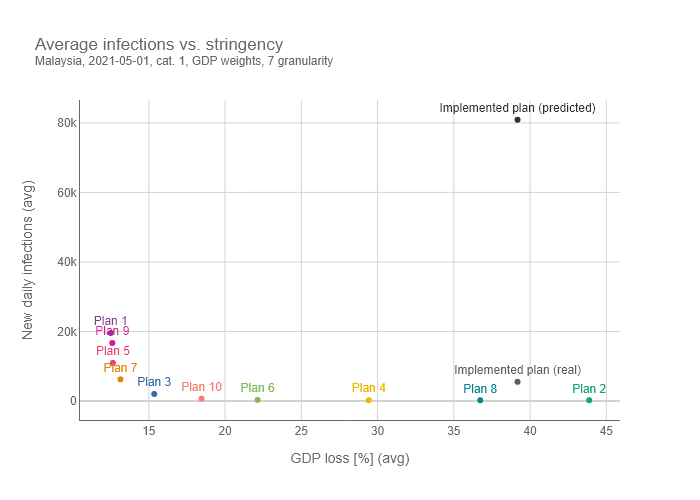 Average infections vs. stringency
Malaysia, 2021-05-01, cat. 1, GDP weights, 7 granularity
Implemented plan (predicted)
80k
60k
New daily infections (avg)
40k
Plan 1
20k
Plan 9
Plan 5
Plan 7
Implemented plan (real)
Plan 3
Plan 10
Plan 6
Plan 4
Plan 8
Plan 2
0
15
20
25
30
35
40
45
GDP loss [%] (avg)